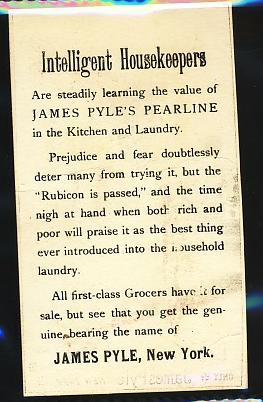 Intelligent Housekeepers
Are steadily learning the value of
JAMES PYLE'S PEARLINE
in the Kitchen and Laundry.
Prejudice and fear doubtlessly
deter many from trying it, but the
"Rubicon is passed," and the time
nigh at hand when both rich and
poor will praise it as the best thing
ever introduced into the household
laundry.
All first-class Grocers have it for
sale, but see that you get the gen-
uine, bearing the name of
JAMES PYLE, New York.